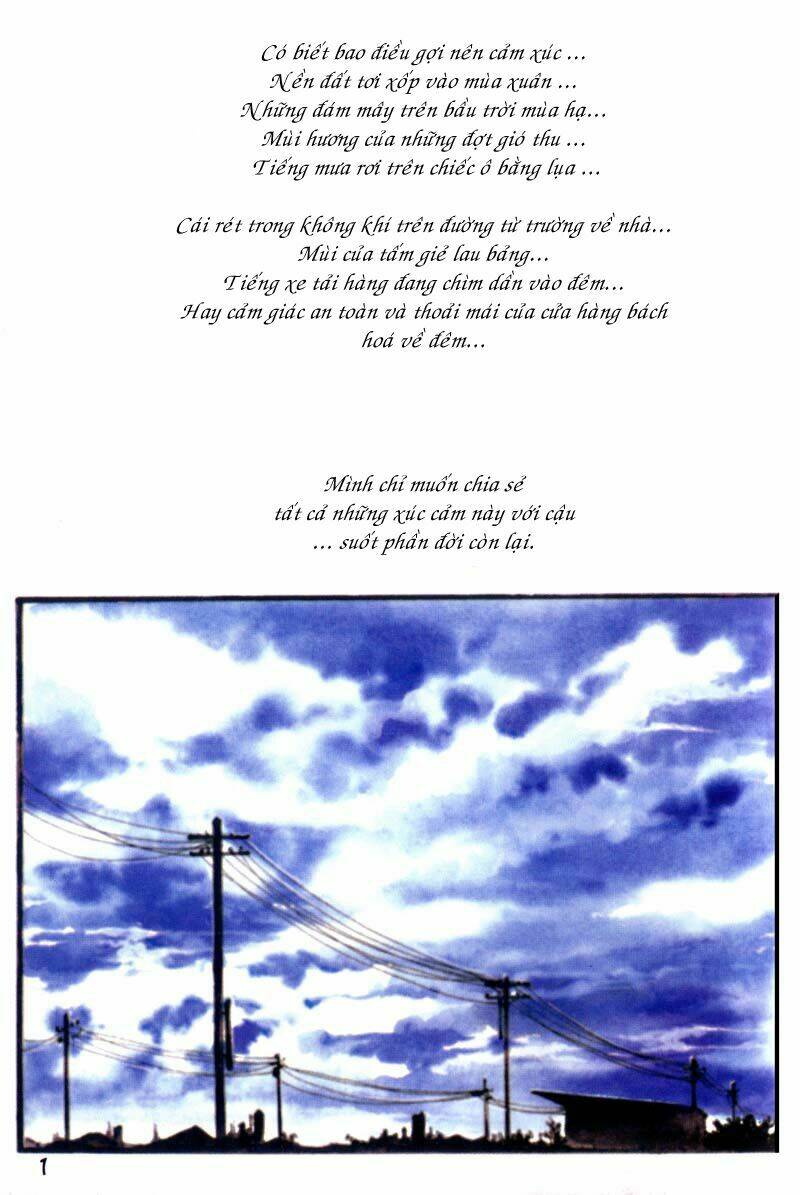 Có biết bao điều gợi nên cảm xúc ...
Nền đất tơi xốp vào mùa xuân ...
Những đám mây trên bầu trời mùa hạ...
Mùi hương của những đợt gió thu ...
Tiếng mưa rơi trên chiếc ô bằng lụa ...
Cái rét trong không khí trên đường từ trường về nhà...
Mùi của tấm giẻ lau bảng...
Tiếng xe tải hàng đang chìm dần vào đêm...
Hay cảm giác an toàn và thoải mái của cửa hàng bách
hoá về đêm...
Mình chỉ muốn chia sẻ
tất cả những xúc cảm này với cậu
... suốt phần đời còn lại.
1